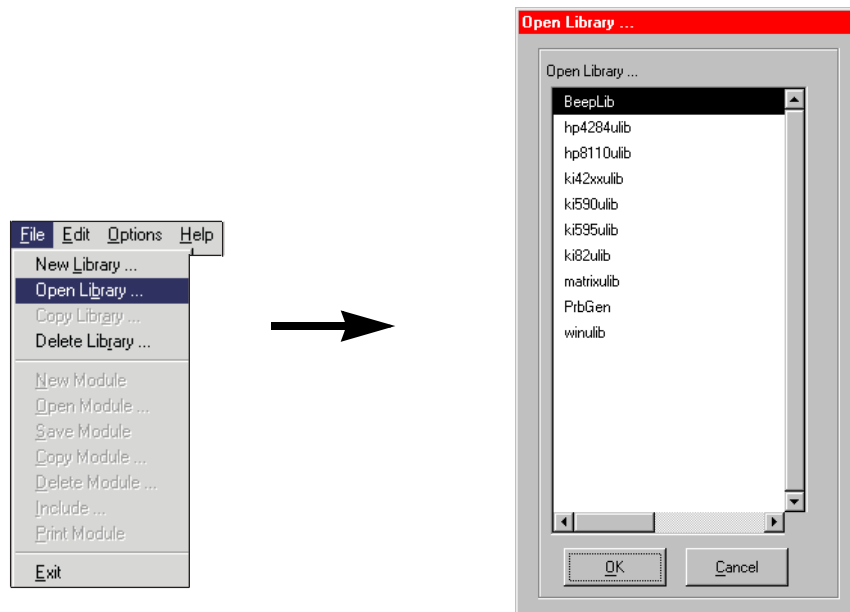 File Edit Options Help
New Library ...
Open Library ...
Copy Library ...
Delete Library ...
New Module
Open Module ...
Save Module
Copy Module ...
Delete Module ...
Include ...
Print Module
Exit
Open Library ...
Open Library ...
BeepLib
hp4284ulib
hp8110ulib
ki42xxulib
ki590ulib
ki595ulib
ki82ulib
matrixulib
PrbGen
winulib
OK Cancel